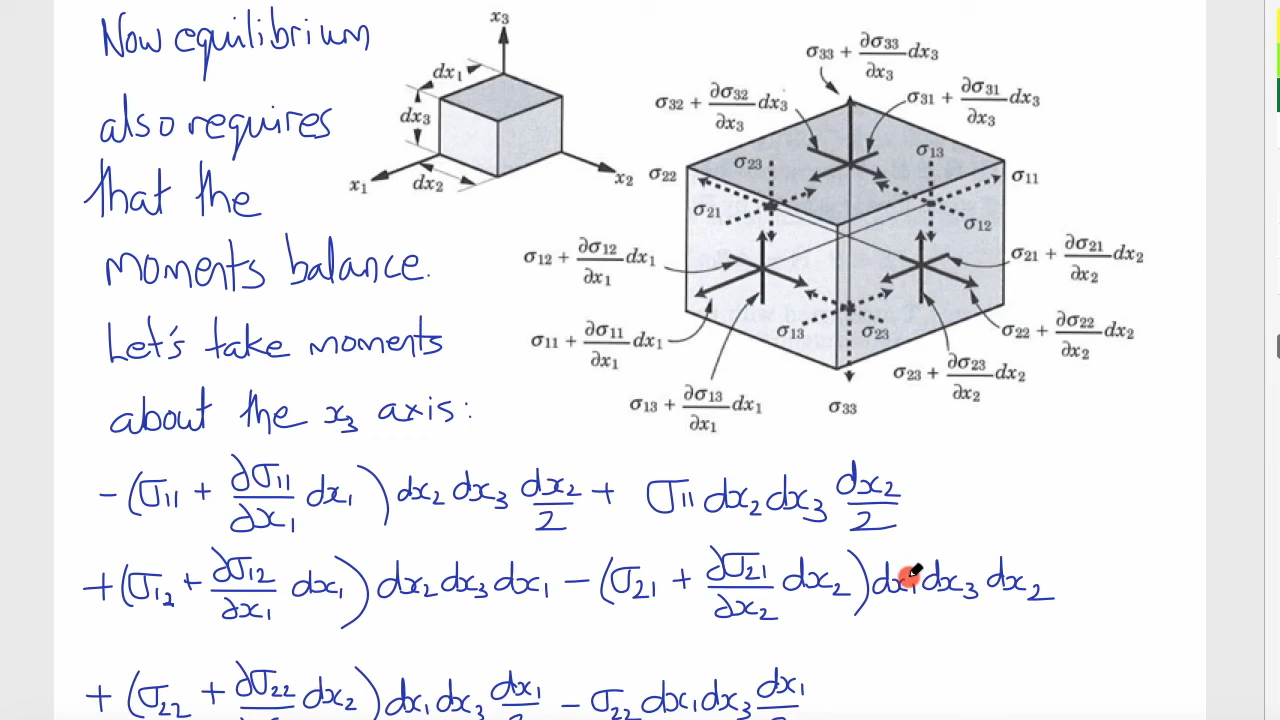 Now equilibrium
also requires
that the
moments balance.
Let's take moments
about the x₃ axis:
x₃
dx₁
dx₃
dx₂
x₁
x₂
σ₃₃ + ∂σ₃₃/∂x₃ dx₃
σ₃₂ + ∂σ₃₂/∂x₃ dx₃
σ₃₁ + ∂σ₃₁/∂x₃ dx₃
σ₂₃
σ₁₃
σ₂₂
σ₁₁
σ₂₁
σ₁₂
σ₁₂ + ∂σ₁₂/∂x₁ dx₁
σ₂₁ + ∂σ₂₁/∂x₂ dx₂
σ₁₁ + ∂σ₁₁/∂x₁ dx₁
σ₁₃
σ₂₃
σ₂₂ + ∂σ₂₂/∂x₂ dx₂
σ₂₃ + ∂σ₂₃/∂x₂ dx₂
σ₁₃ + ∂σ₁₃/∂x₁ dx₁
σ₃₃
- (σ₁₁ + ∂σ₁₁/∂x₁ dx₁) dx₂ dx₃ dx₂/2 + σ₁₁ dx₂ dx₃ dx₂/2
+ (σ₁₂ + ∂σ₁₂/∂x₁ dx₁) dx₂ dx₃ dx₁ - (σ₂₁ + ∂σ₂₁/∂x₂ dx₂) dx₁ dx₃ dx₂
+ (σ₂₂ + ∂σ₂₂ dx₂) dx₁ dx₃ dx₁ - σ₂₂ dx₁ dx₃ dx₁